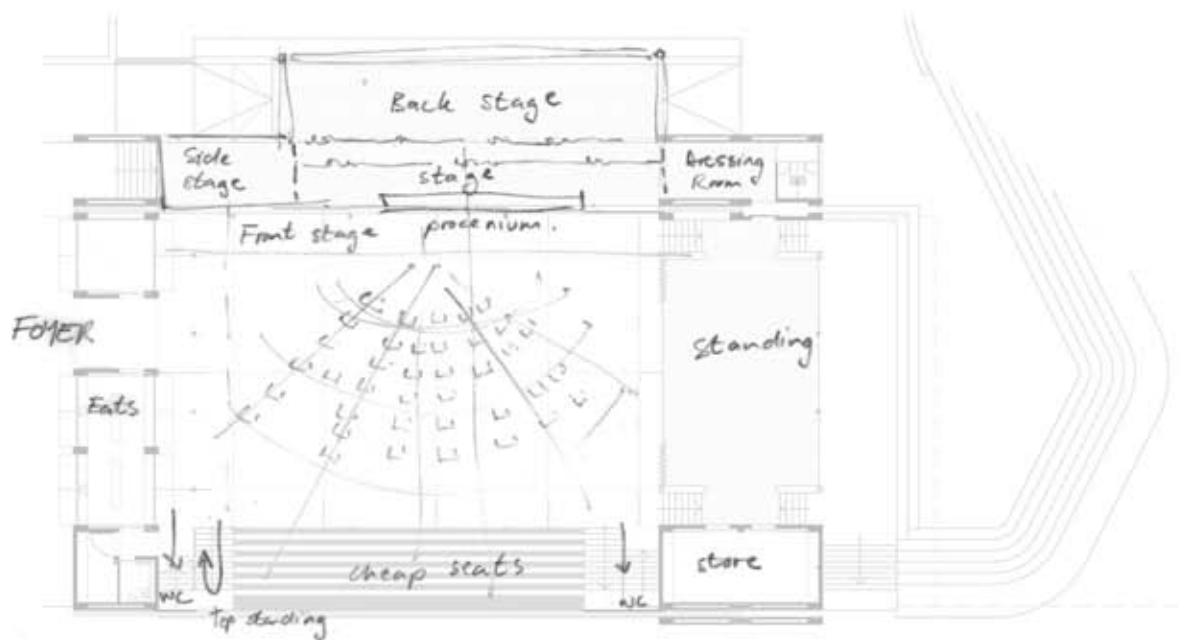 Back stage
Side
stage
stage
Dressing
Room
Front stage
procenium.
FOYER
standing
Eats
cheap seats
store
WC
WC
Top standing